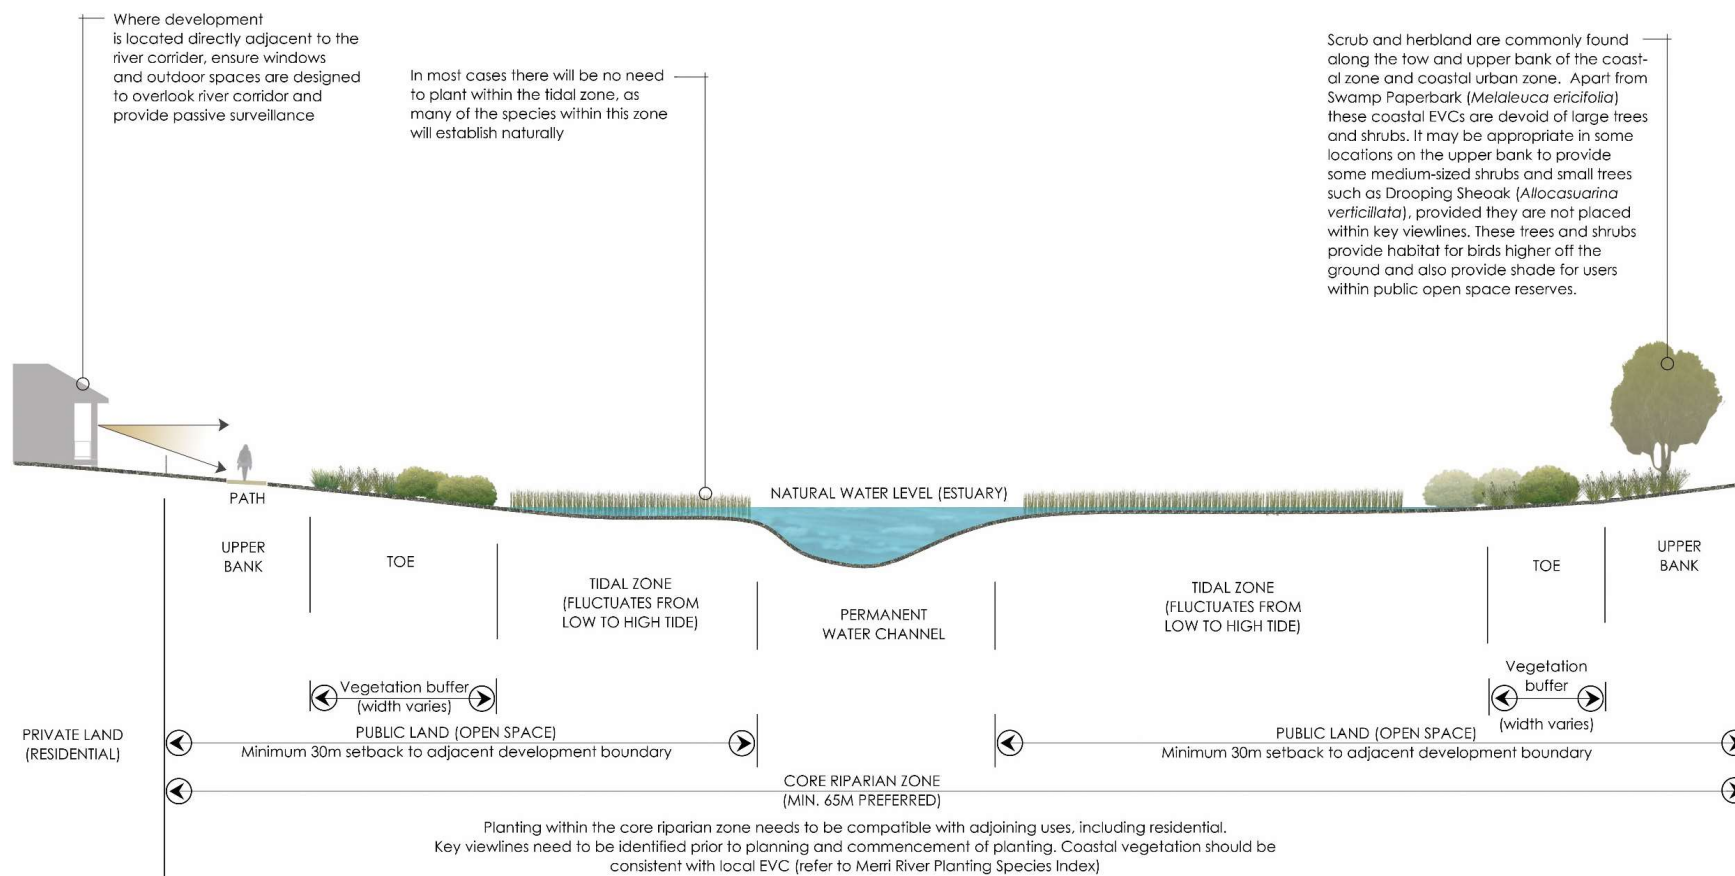 Where development
is located directly adjacent to the
river corrider, ensure windows
and outdoor spaces are designed
to overlook river corridor and
provide passive surveillance
In most cases there will be no need
to plant within the tidal zone, as
many of the species within this zone
will establish naturally
Scrub and herbland are commonly found
along the tow and upper bank of the coast-
al zone and coastal urban zone. Apart from
Swamp Paperbark (Melaleuca ericifolia)
these coastal EVCs are devoid of large trees
and shrubs. It may be appropriate in some
locations on the upper bank to provide
some medium-sized shrubs and small trees
such as Drooping Sheoak (Allocasuarina
verticillata), provided they are not placed
within key viewlines. These trees and shrubs
provide habitat for birds higher off the
ground and also provide shade for users
within public open space reserves.
PATH
NATURAL WATER LEVEL (ESTUARY)
UPPER
BANK
TOE
TIDAL ZONE
(FLUCTUATES FROM
LOW TO HIGH TIDE)
PERMANENT
WATER CHANNEL
TIDAL ZONE
(FLUCTUATES FROM
LOW TO HIGH TIDE)
TOE
UPPER
BANK
Vegetation buffer
(width varies)
Vegetation
buffer
(width varies)
PRIVATE LAND
(RESIDENTIAL)
PUBLIC LAND (OPEN SPACE)
Minimum 30m setback to adjacent development boundary
PUBLIC LAND (OPEN SPACE)
Minimum 30m setback to adjacent development boundary
CORE RIPARIAN ZONE
(MIN. 65M PREFERRED)
Planting within the core riparian zone needs to be compatible with adjoining uses, including residential.
Key viewlines need to be identified prior to planning and commencement of planting. Coastal vegetation should be
consistent with local EVC (refer to Merri River Planting Species Index)